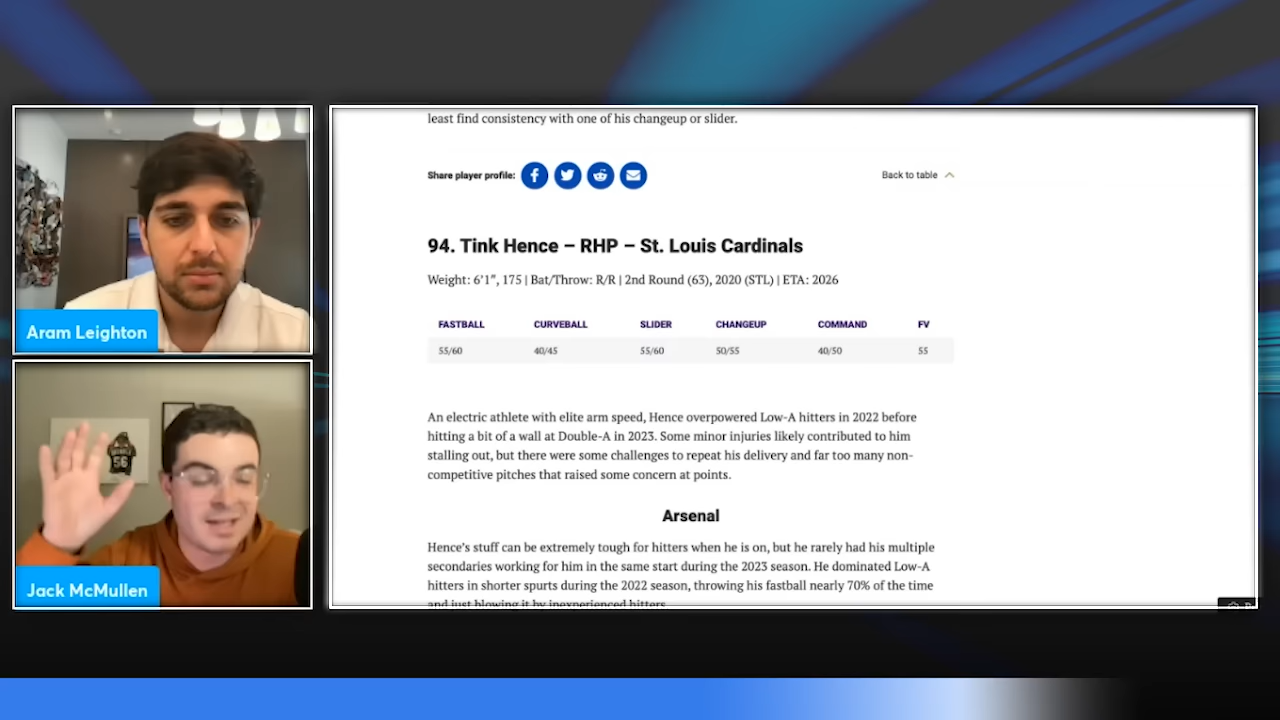 least find consistency with one of his changeup or slider.
Share player profile:
Back to table
94. Tink Hence – RHP – St. Louis Cardinals
Weight: 6’1”, 175 | Bat/Throw: R/R | 2nd Round (63), 2020 (STL) | ETA: 2026
FASTBALL CURVEBALL SLIDER CHANGEUP COMMAND FV
55/60 40/45 55/60 50/55 40/50 55
An electric athlete with elite arm speed, Hence overpowered Low-A hitters in 2022 before
hitting a bit of a wall at Double-A in 2023. Some minor injuries likely contributed to him
stalling out, but there were some challenges to repeat his delivery and far too many non-
competitive pitches that raised some concern at points.
Arsenal
Hence’s stuff can be extremely tough for hitters when he is on, but he rarely had his multiple
secondaries working for him in the same start during the 2023 season. He dominated Low-A
hitters in shorter spurts during the 2022 season, throwing his fastball nearly 70% of the time
and just blowing it by inexperienced hitters.
Aram Leighton
56
Jack McMullen